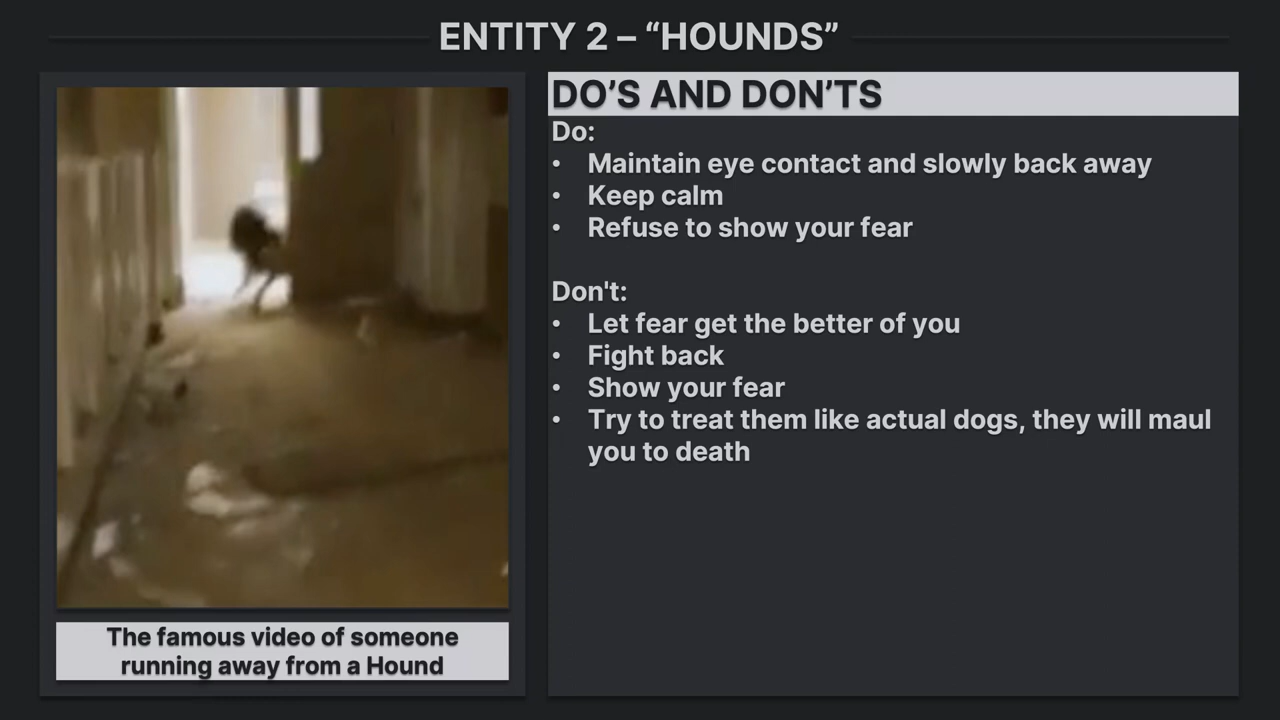 ENTITY 2 – “HOUNDS”
DO’S AND DON’TS
Do:
• Maintain eye contact and slowly back away
• Keep calm
• Refuse to show your fear
Don't:
• Let fear get the better of you
• Fight back
• Show your fear
• Try to treat them like actual dogs, they will maul
you to death
The famous video of someone
running away from a Hound